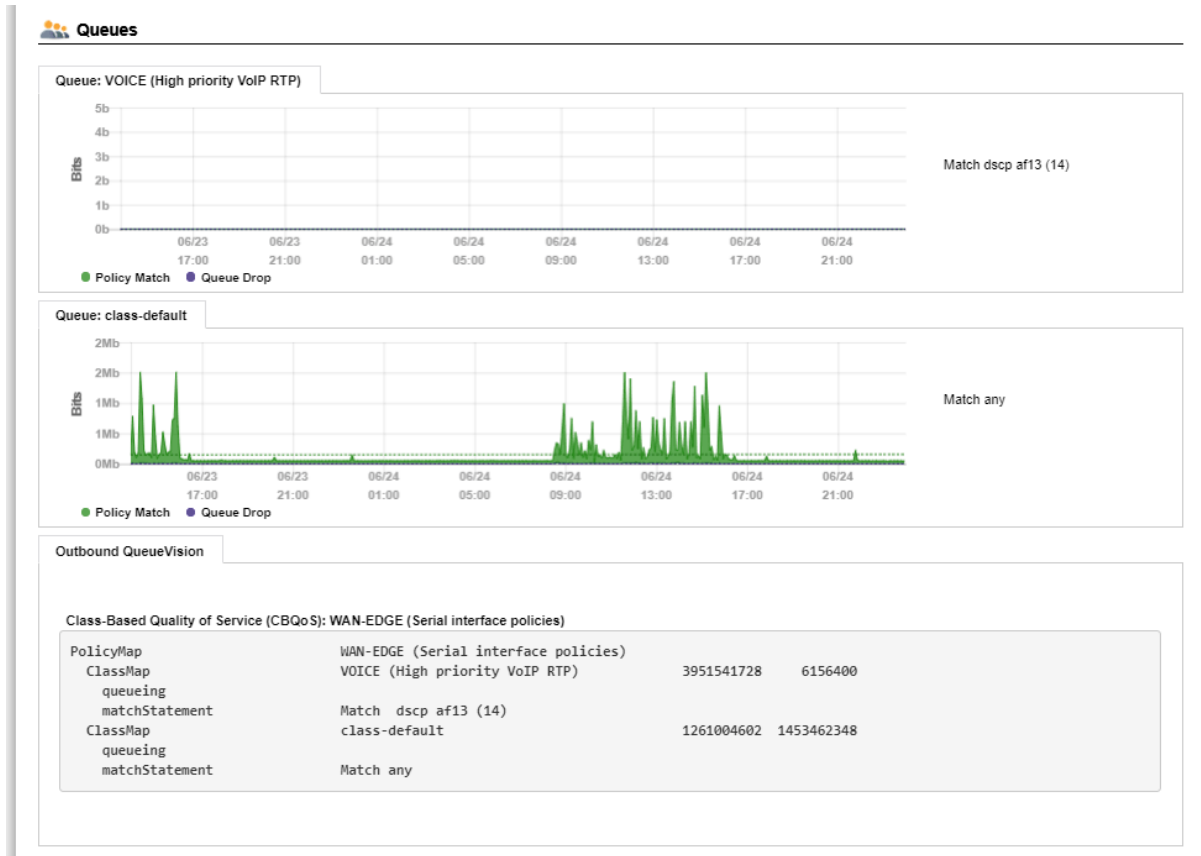 Queues
Queue: VOICE (High priority VoIP RTP)
5b
4b
3b
2b
1b
0b
Bits
06/23 06/23 06/24 06/24 06/24 06/24 06/24 06/24
17:00 21:00 01:00 05:00 09:00 13:00 17:00 21:00
Policy Match Queue Drop
Match dscp af13 (14)
Queue: class-default
2Mb
2Mb
1Mb
1Mb
0Mb
Bits
06/23 06/23 06/24 06/24 06/24 06/24 06/24 06/24
17:00 21:00 01:00 05:00 09:00 13:00 17:00 21:00
Policy Match Queue Drop
Match any
Outbound QueueVision
Class-Based Quality of Service (CBQoS): WAN-EDGE (Serial interface policies)
PolicyMap WAN-EDGE (Serial interface policies)
ClassMap VOICE (High priority VoIP RTP) 3951541728 6156400
queueing
matchStatement Match dscp af13 (14)
ClassMap class-default 1261004602 1453462348
queueing
matchStatement Match any